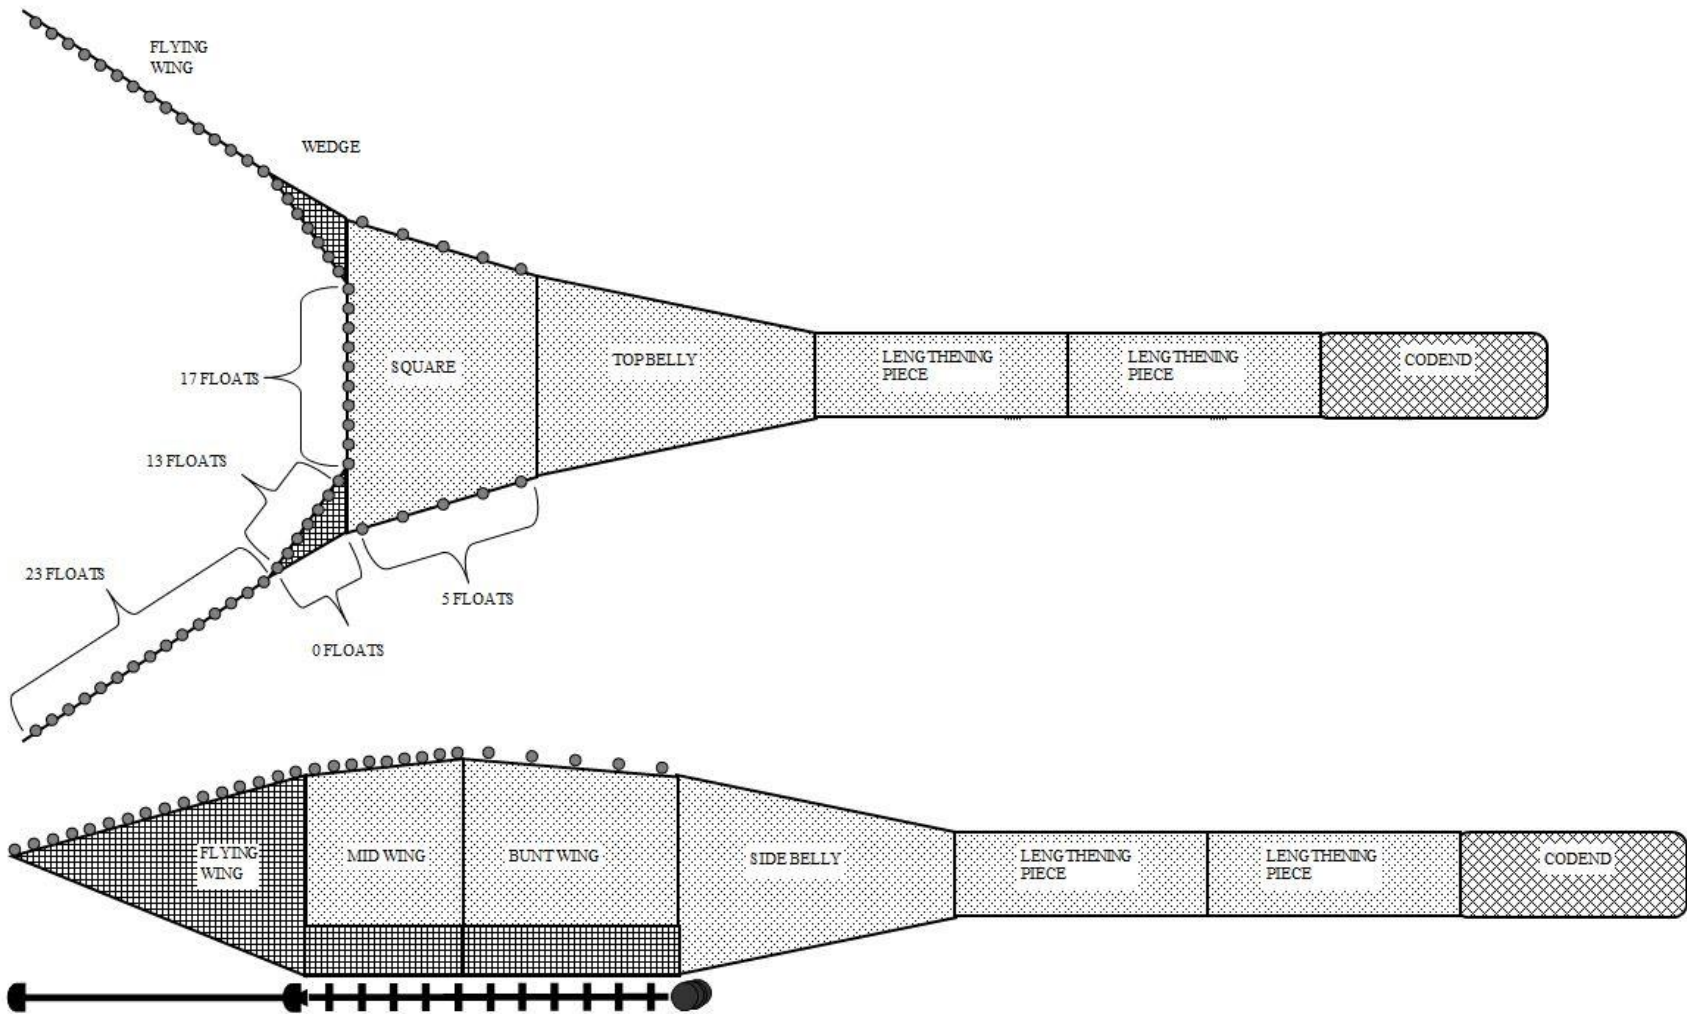 FLYING
WING
WEDGE
SQUARE
TOP BELLY
LENGTHENING
PIECE
LENGTHENING
PIECE
CODEND
17 FLOATS
13 FLOATS
23 FLOATS
5 FLOATS
0 FLOATS
FLYING
WING
MID WING
BUNT WING
SIDE BELLY
LENGTHENING
PIECE
LENGTHENING
PIECE
CODEND